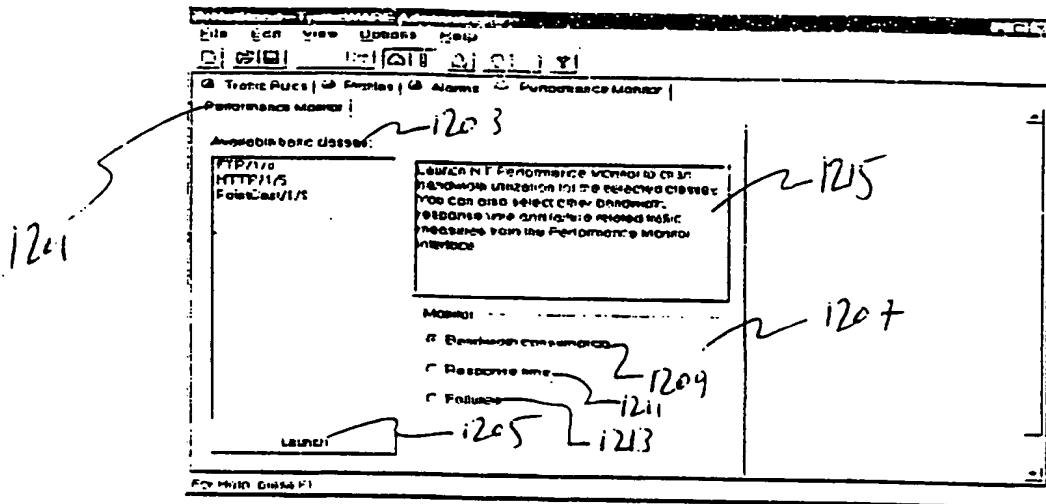 File Edit View Options Help
Traffic Rules | Profiles | Alarms Performance Monitor |
Performance Monitor
1203
Available basic classes:
FTP/1/
HTTP/1/S
PointCast/1/S
Launch NT Performance Monitor to chart
bandwidth utilization for the selected classes.
You can also select other bandwidth,
response time and failure related traffic
measures from the Performance Monitor
interface
1215
1201
Monitor
1207
Bandwidth consumption
1209
Response time
1211
Failures
1213
Launch
1205
For Help, press F1